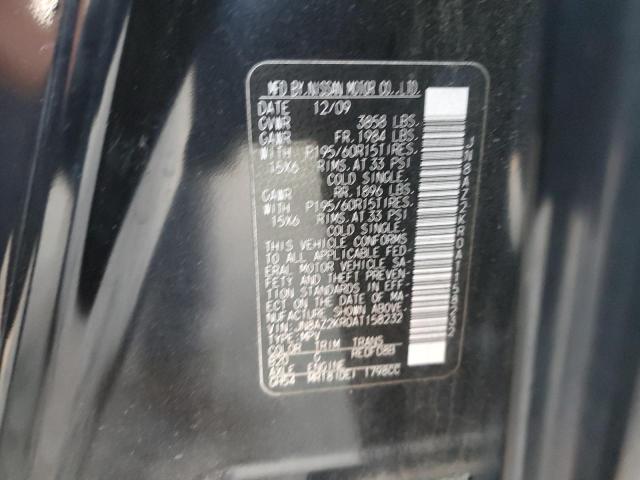 MFD BY NISSAN MOTOR CO.,LTD.
DATE 12/09
GVWR 3858 LBS.
GAWR FR. 1984 LBS.
WITH P195/60R15TIRES.
15X6 RIMS. AT 33 PSI
COLD SINGLE.
GAWR RR. 1896 LBS.
WITH P195/60R15TIRES.
15X6 RIMS. AT 33 PSI
COLD SINGLE.
THIS VEHICLE CONFORMS
TO ALL APPLICABLE FED-
ERAL MOTOR VEHICLE SA-
FETY AND THEFT PREVEN-
TION STANDARDS IN EFF-
ECT ON THE DATE OF MA-
NUFACTURE SHOWN ABOVE.
VIN: JN8AZ2KR0AT158232
TYPE: MPV
COLOR TRIM TRANS
C RE0F08B
AXLE ENGINE
GH54 MR18(DE) 1798CC
JN8AZ2KR0AT158232